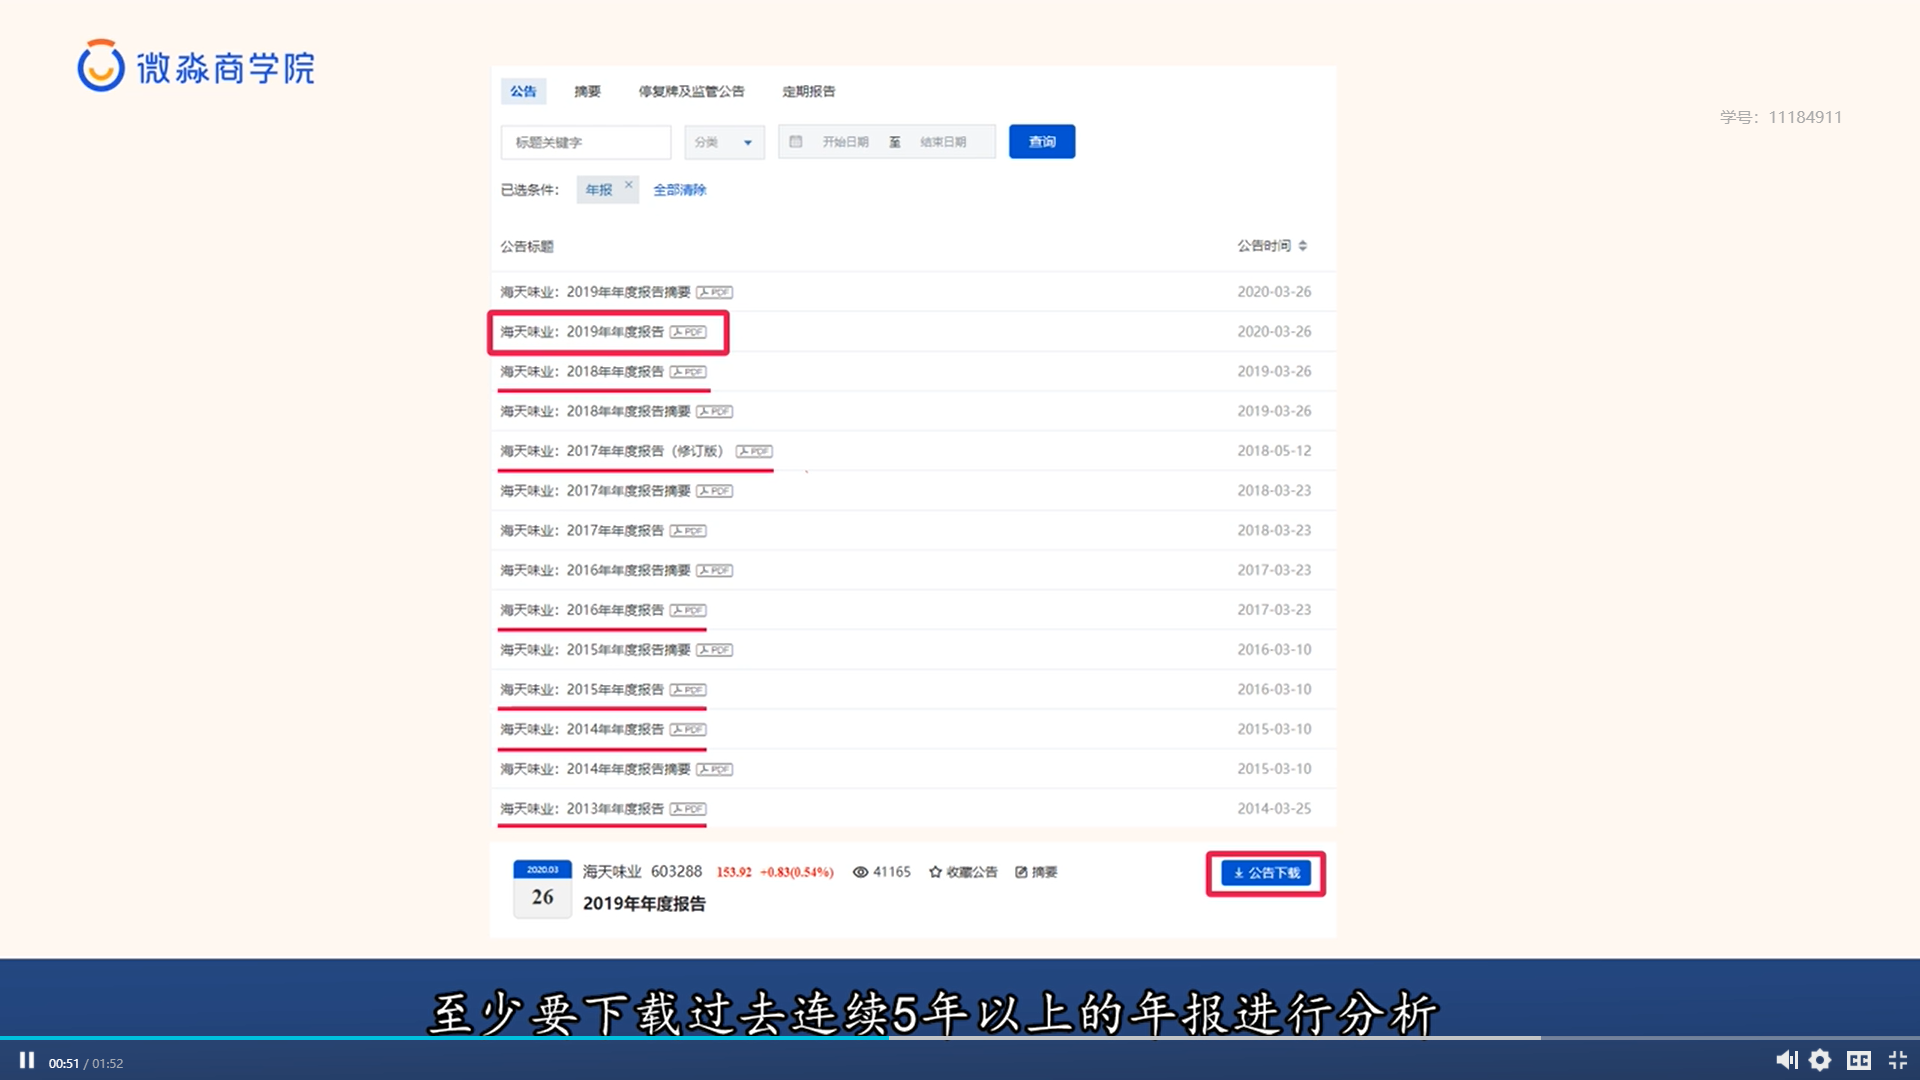 微淼商学院
学号：11184911
公告 摘要 停复牌及监管公告 定期报告
标题关键字 分类 开始日期 至 结束日期 查询
已选条件： 年报 × 全部清除
公告标题 公告时间
海天味业：2019年年度报告摘要 PDF 2020-03-26
海天味业：2019年年度报告 PDF 2020-03-26
海天味业：2018年年度报告 PDF 2019-03-26
海天味业：2018年年度报告摘要 PDF 2019-03-26
海天味业：2017年年度报告（修订版） PDF 2018-05-12
海天味业：2017年年度报告摘要 PDF 2018-03-23
海天味业：2017年年度报告 PDF 2018-03-23
海天味业：2016年年度报告摘要 PDF 2017-03-23
海天味业：2016年年度报告 PDF 2017-03-23
海天味业：2015年年度报告摘要 PDF 2016-03-10
海天味业：2015年年度报告 PDF 2016-03-10
海天味业：2014年年度报告 PDF 2015-03-10
海天味业：2014年年度报告摘要 PDF 2015-03-10
海天味业：2013年年度报告 PDF 2014-03-25
2020.03 海天味业 603288 153.92 +0.83(0.54%) 41165 收藏公告 摘要 公告下载
26 2019年年度报告
至少要下载过去连续5年以上的年报进行分析
00:51 / 01:52 CC